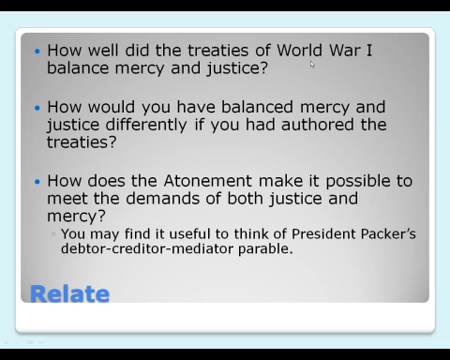 • How well did the treaties of World War I
balance mercy and justice?
• How would you have balanced mercy and
justice differently if you had authored the
treaties?
• How does the Atonement make it possible to
meet the demands of both justice and
mercy?
You may find it useful to think of President Packer's
debtor-creditor-mediator parable.
Relate